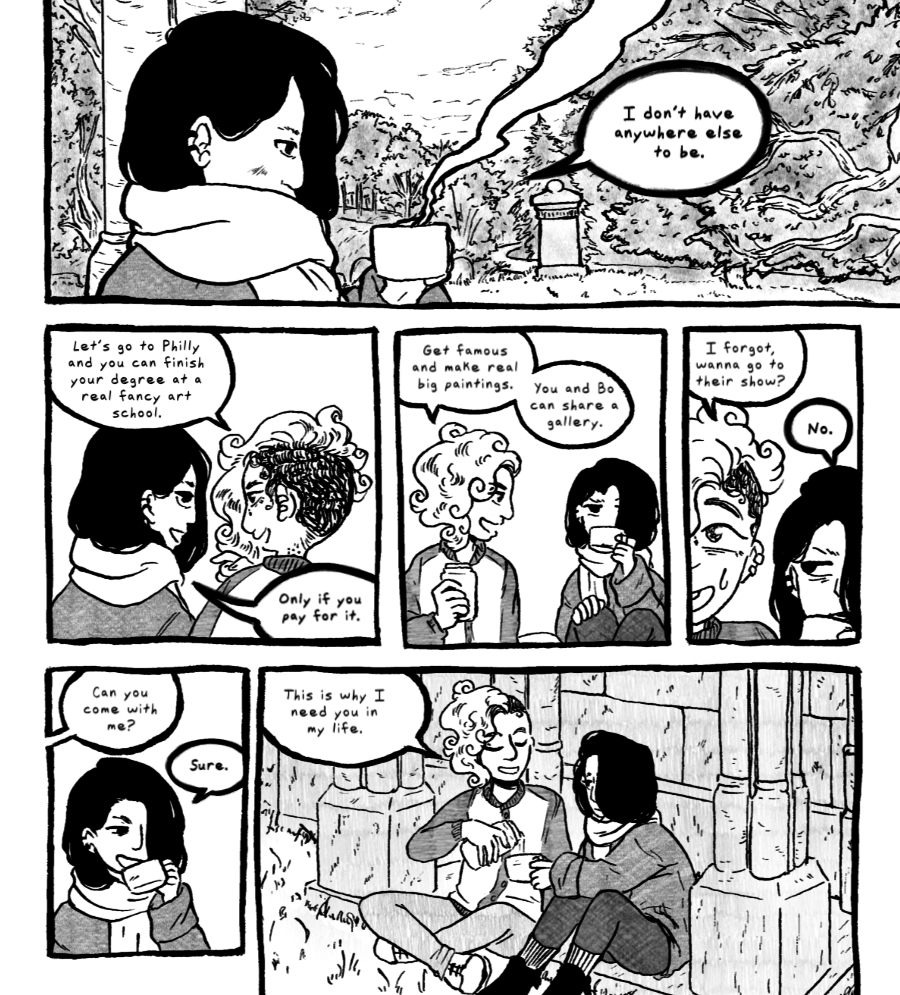 I don't have
anywhere else
to be.
Let's go to Philly
and you can finish
your degree at a
real fancy art
school.
Only if you
pay for it.
Get famous
and make real
big paintings.
You and Bo
can share a
gallery.
I forgot,
wanna go to
their show?
No.
Can you
come with
me?
Sure.
This is why I
need you in
my life.